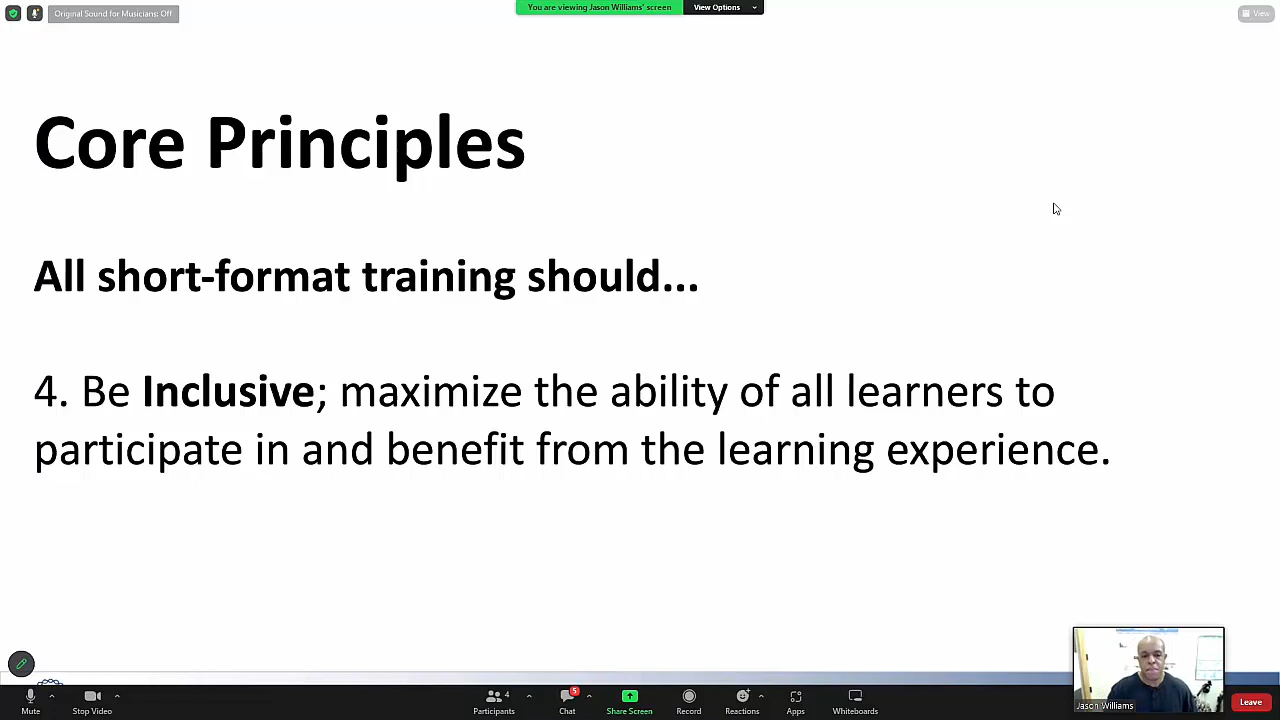 Original Sound for Musicians: Off
You are viewing Jason Williams' screen
View Options
View
Core Principles
All short-format training should...
4. Be Inclusive; maximize the ability of all learners to
participate in and benefit from the learning experience.
Jason Williams
4
5
Mute
Stop Video
Participants
Chat
Share Screen
Record
Reactions
Apps
Whiteboards
Leave